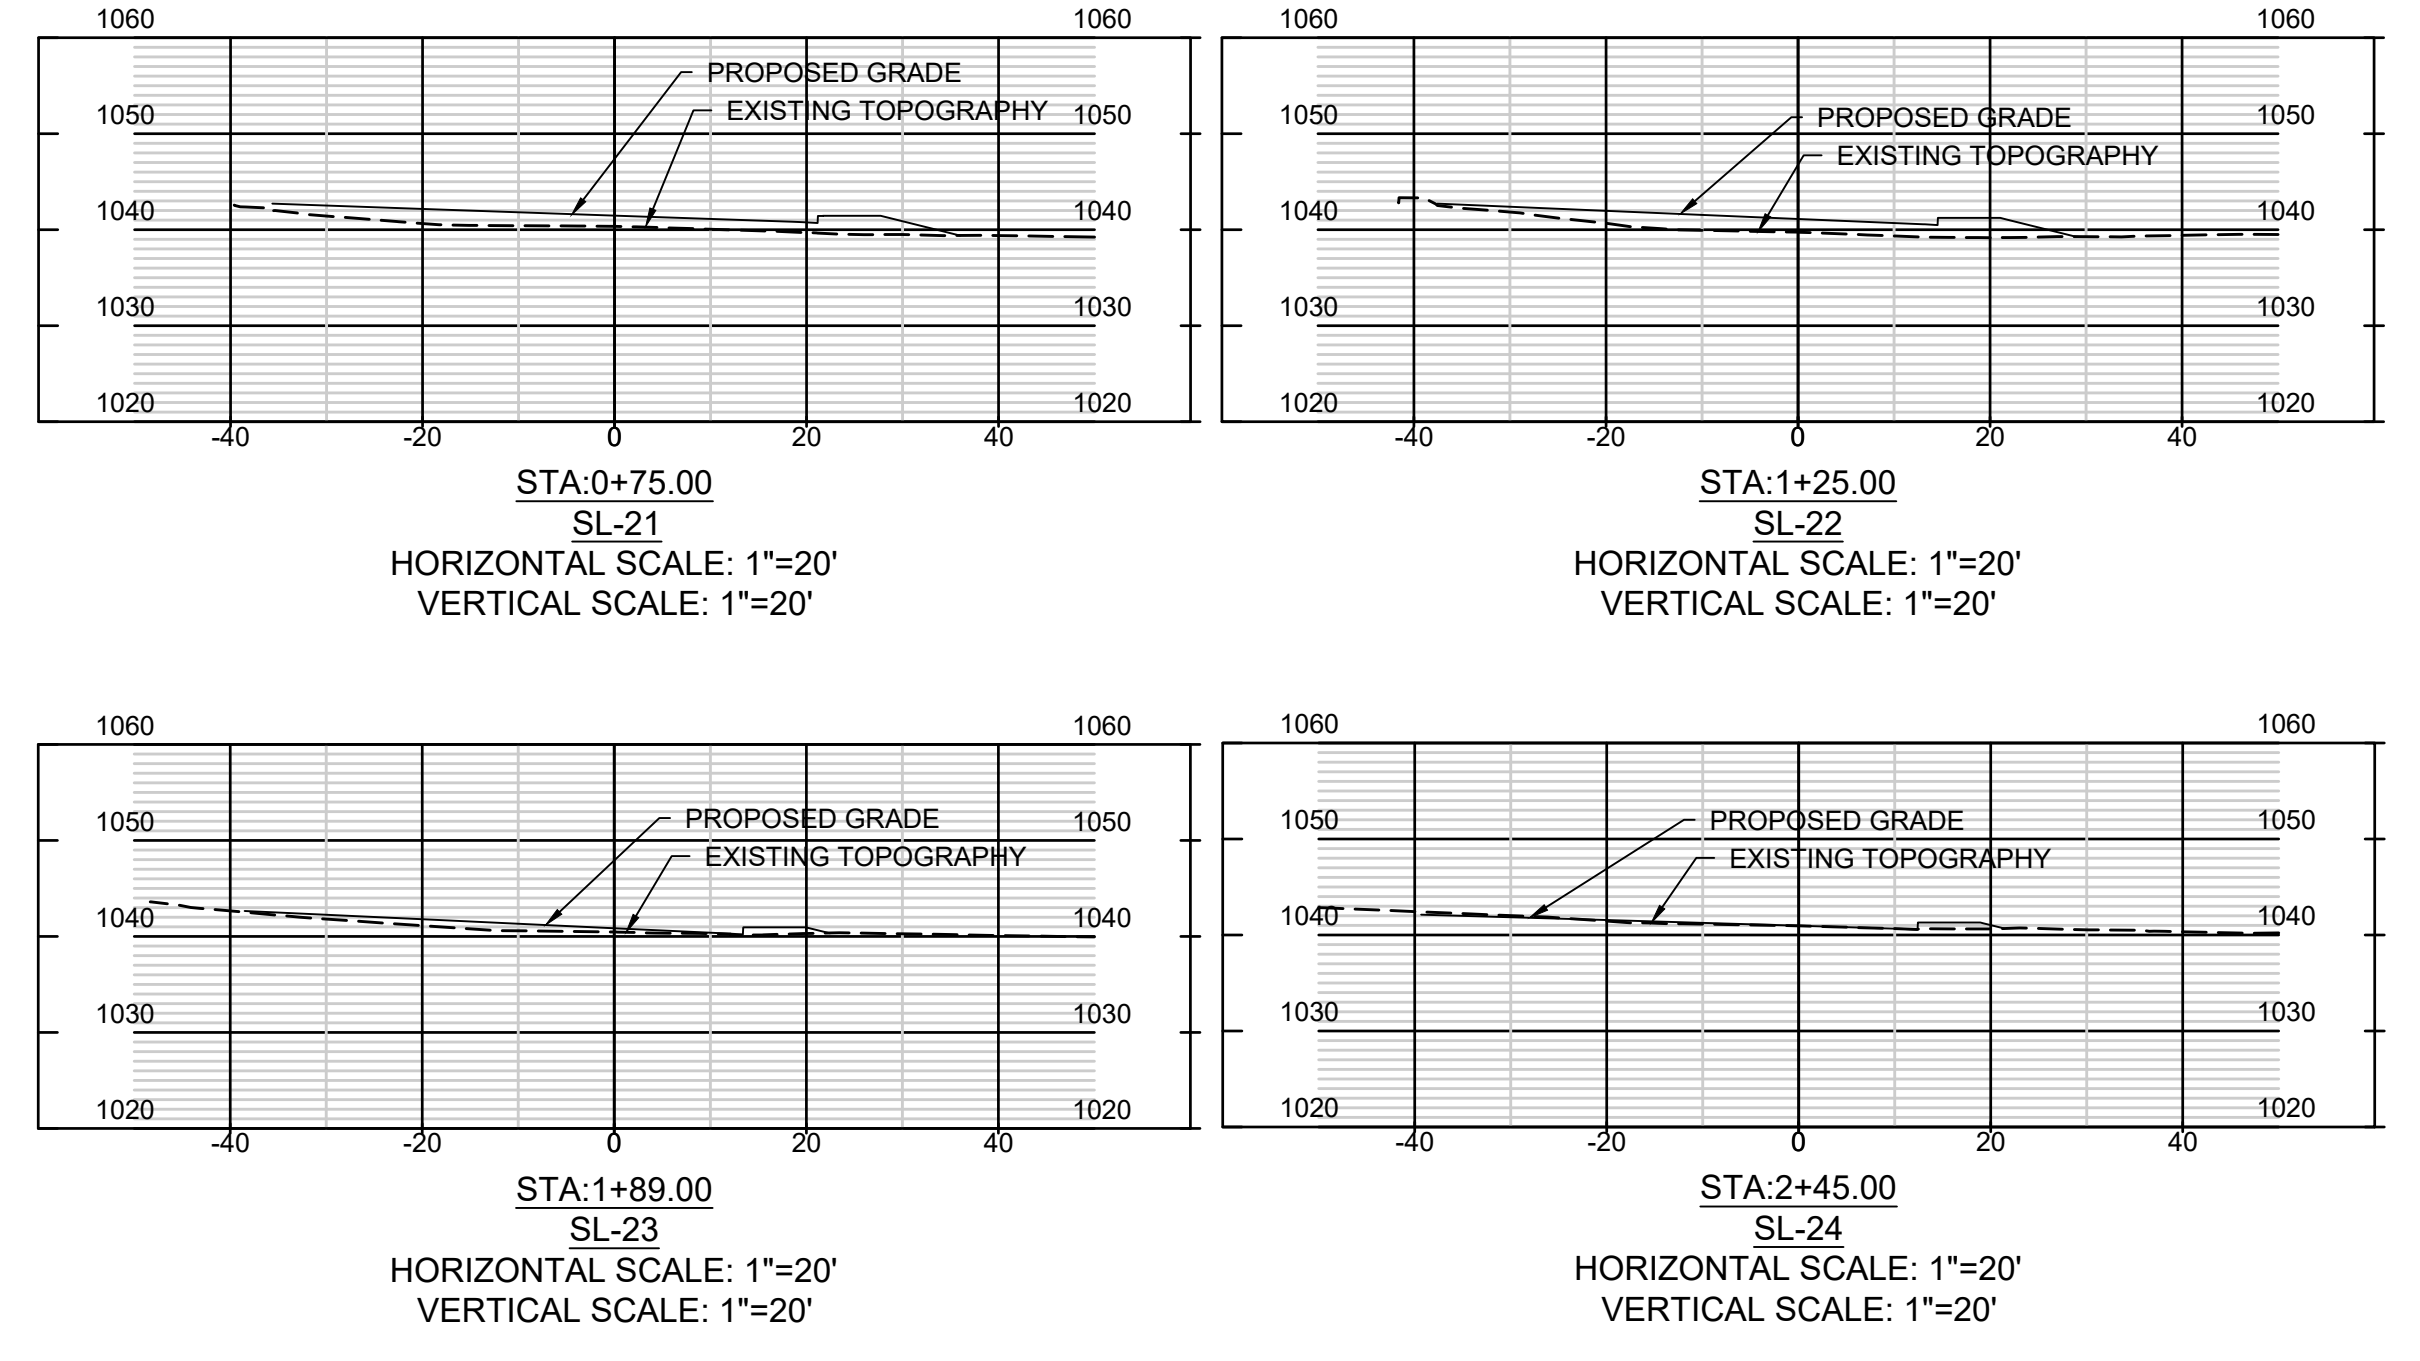 1060 1060
PROPOSED GRADE
EXISTING TOPOGRAPHY
1050 1050
1040 1040
1030 1030
1020 1020
-40 -20 0 20 40
STA:0+75.00
SL-21
HORIZONTAL SCALE: 1"=20'
VERTICAL SCALE: 1"=20'
1060 1060
1050 1050
PROPOSED GRADE
EXISTING TOPOGRAPHY
1040 1040
1030 1030
1020 1020
-40 -20 0 20 40
STA:1+25.00
SL-22
HORIZONTAL SCALE: 1"=20'
VERTICAL SCALE: 1"=20'
1060 1060
PROPOSED GRADE
1050 1050
EXISTING TOPOGRAPHY
1040 1040
1030 1030
1020 1020
-40 -20 0 20 40
STA:1+89.00
SL-23
HORIZONTAL SCALE: 1"=20'
VERTICAL SCALE: 1"=20'
1060 1060
1050 PROPOSED GRADE 1050
EXISTING TOPOGRAPHY
1040 1040
1030 1030
1020 1020
-40 -20 0 20 40
STA:2+45.00
SL-24
HORIZONTAL SCALE: 1"=20'
VERTICAL SCALE: 1"=20'